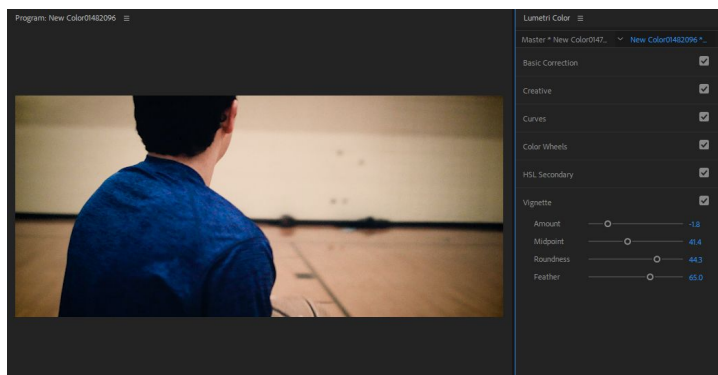 Program: New Color01482096
Lumetri Color
Master * New Color0147... New Color01482096 *...
Basic Correction
Creative
Curves
Color Wheels
HSL Secondary
Vignette
Amount -1.8
Midpoint 41.4
Roundness 44.3
Feather 65.0